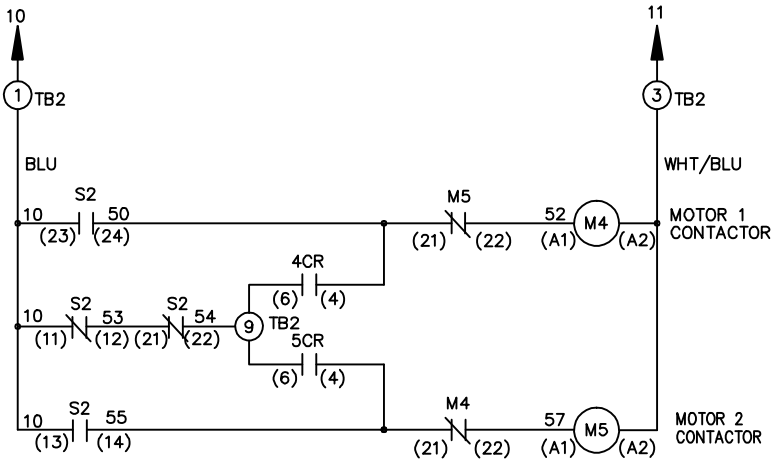 10 11
1 TB2 3 TB2
BLU WHT/BLU
S2 M5
10 50 52 M4 MOTOR 1
(23) (24) (21) (22) (A1) (A2) CONTACTOR
4CR
(6) (4)
S2 S2
10 53 54 9 TB2
(11) (12) (21) (22)
5CR
(6) (4)
S2 M4
10 55 57 M5 MOTOR 2
(13) (14) (21) (22) (A1) (A2) CONTACTOR